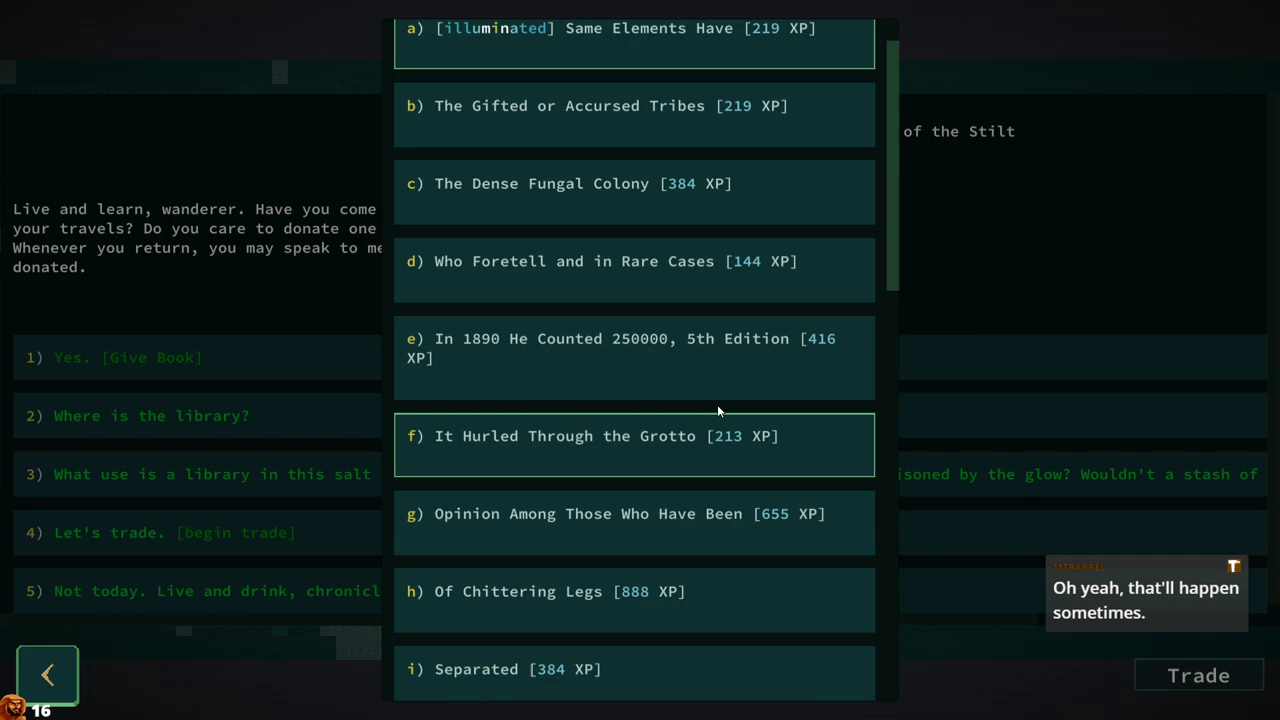 a) [illuminated] Same Elements Have [219 XP]
b) The Gifted or Accursed Tribes [219 XP]
of the Stilt
c) The Dense Fungal Colony [384 XP]
Live and learn, wanderer. Have you come
your travels? Do you care to donate one
Whenever you return, you may speak to me
donated.
d) Who Foretell and in Rare Cases [144 XP]
e) In 1890 He Counted 250000, 5th Edition [416
XP]
1) Yes. [Give Book]
2) Where is the library?
f) It Hurled Through the Grotto [213 XP]
3) What use is a library in this salt
isoned by the glow? Wouldn't a stash of
g) Opinion Among Those Who Have Been [655 XP]
4) Let's trade. [begin trade]
h) Of Chittering Legs [888 XP]
5) Not today. Live and drink, chronicl
MTBARREL
Oh yeah, that'll happen
sometimes.
i) Separated [384 XP]
Trade
16